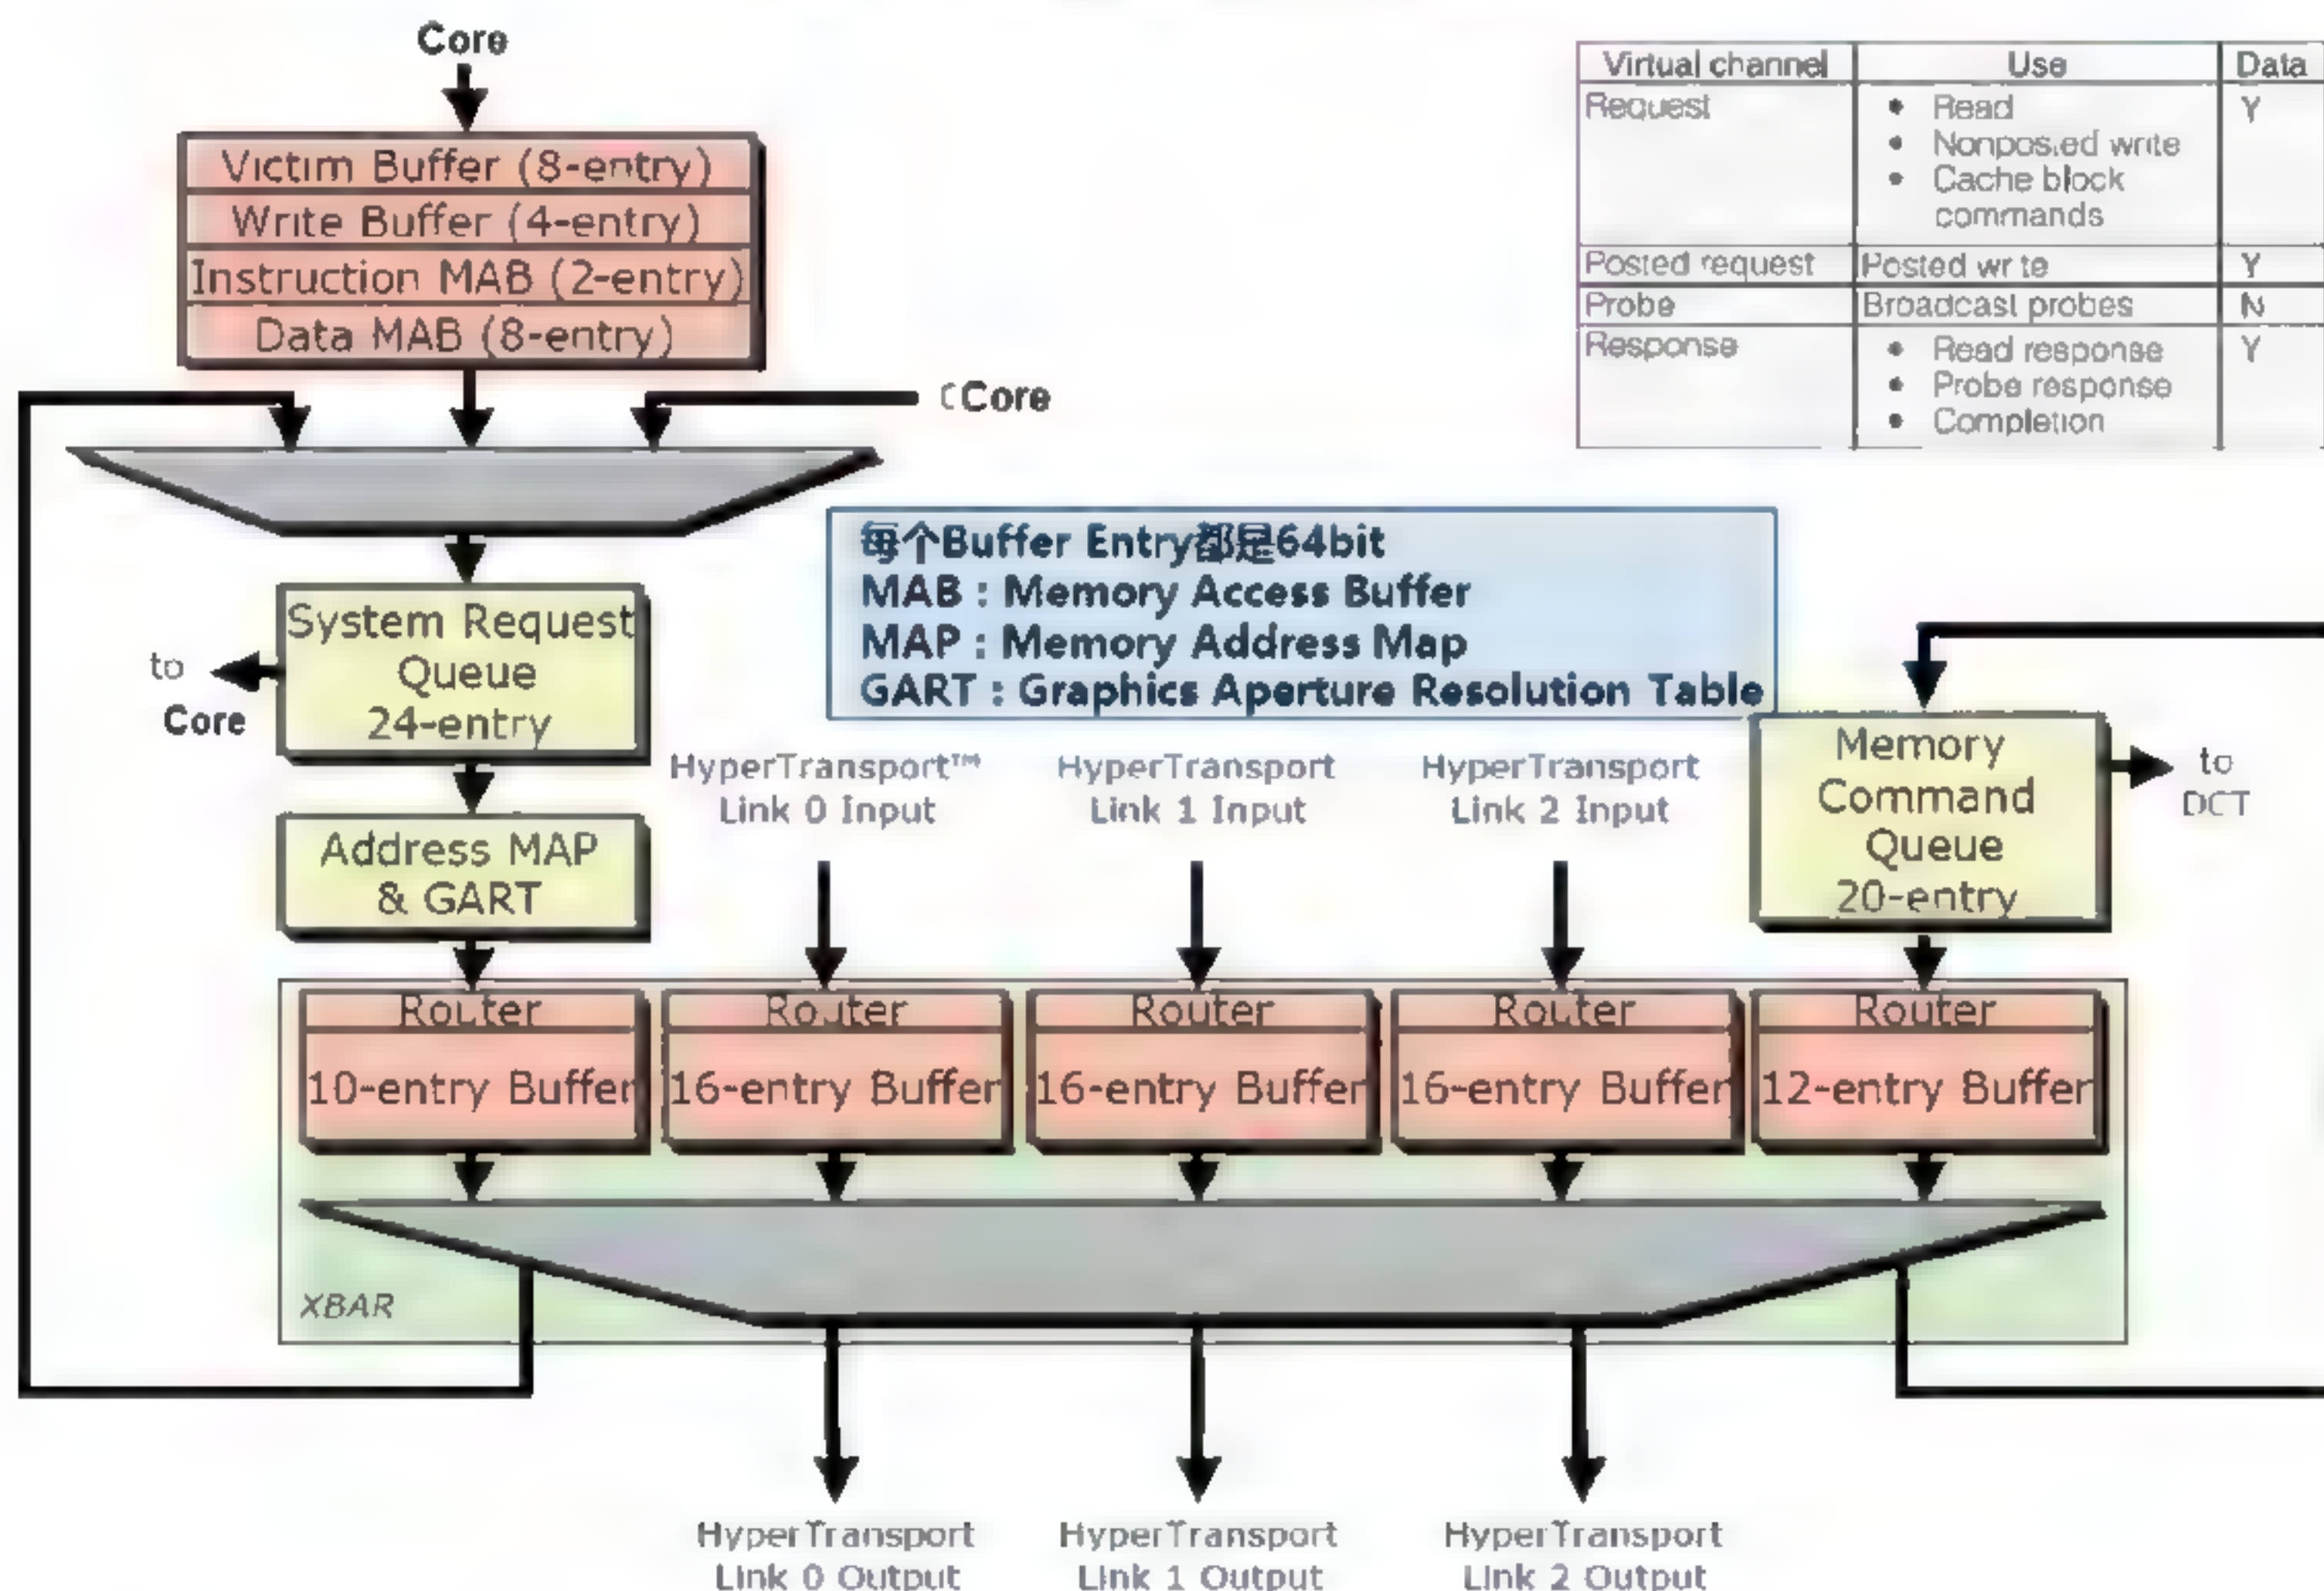 Core
Victim Buffer (8-entry)
Write Buffer (4-entry)
Instruction MAB (2-entry)
Data MAB (8-entry)
Core
Virtual channel Use Data
Request • Read Y
• Nonposted write
• Cache block
commands
Posted request Posted write Y
Probe Broadcast probes N
Response • Read response Y
• Probe response
• Completion
每个Buffer Entry都是64bit
MAB : Memory Access Buffer
MAP : Memory Address Map
GART : Graphics Aperture Resolution Table
System Request
Queue
24-entry
to
Core
Address MAP
& GART
HyperTransport™
Link 0 Input
HyperTransport
Link 1 Input
HyperTransport
Link 2 Input
Memory
Command
Queue
20-entry
to
DCT
Router
10-entry Buffer
Router
16-entry Buffer
Router
16-entry Buffer
Router
16-entry Buffer
Router
12-entry Buffer
XBAR
HyperTransport
Link 0 Output
HyperTransport
Link 1 Output
HyperTransport
Link 2 Output